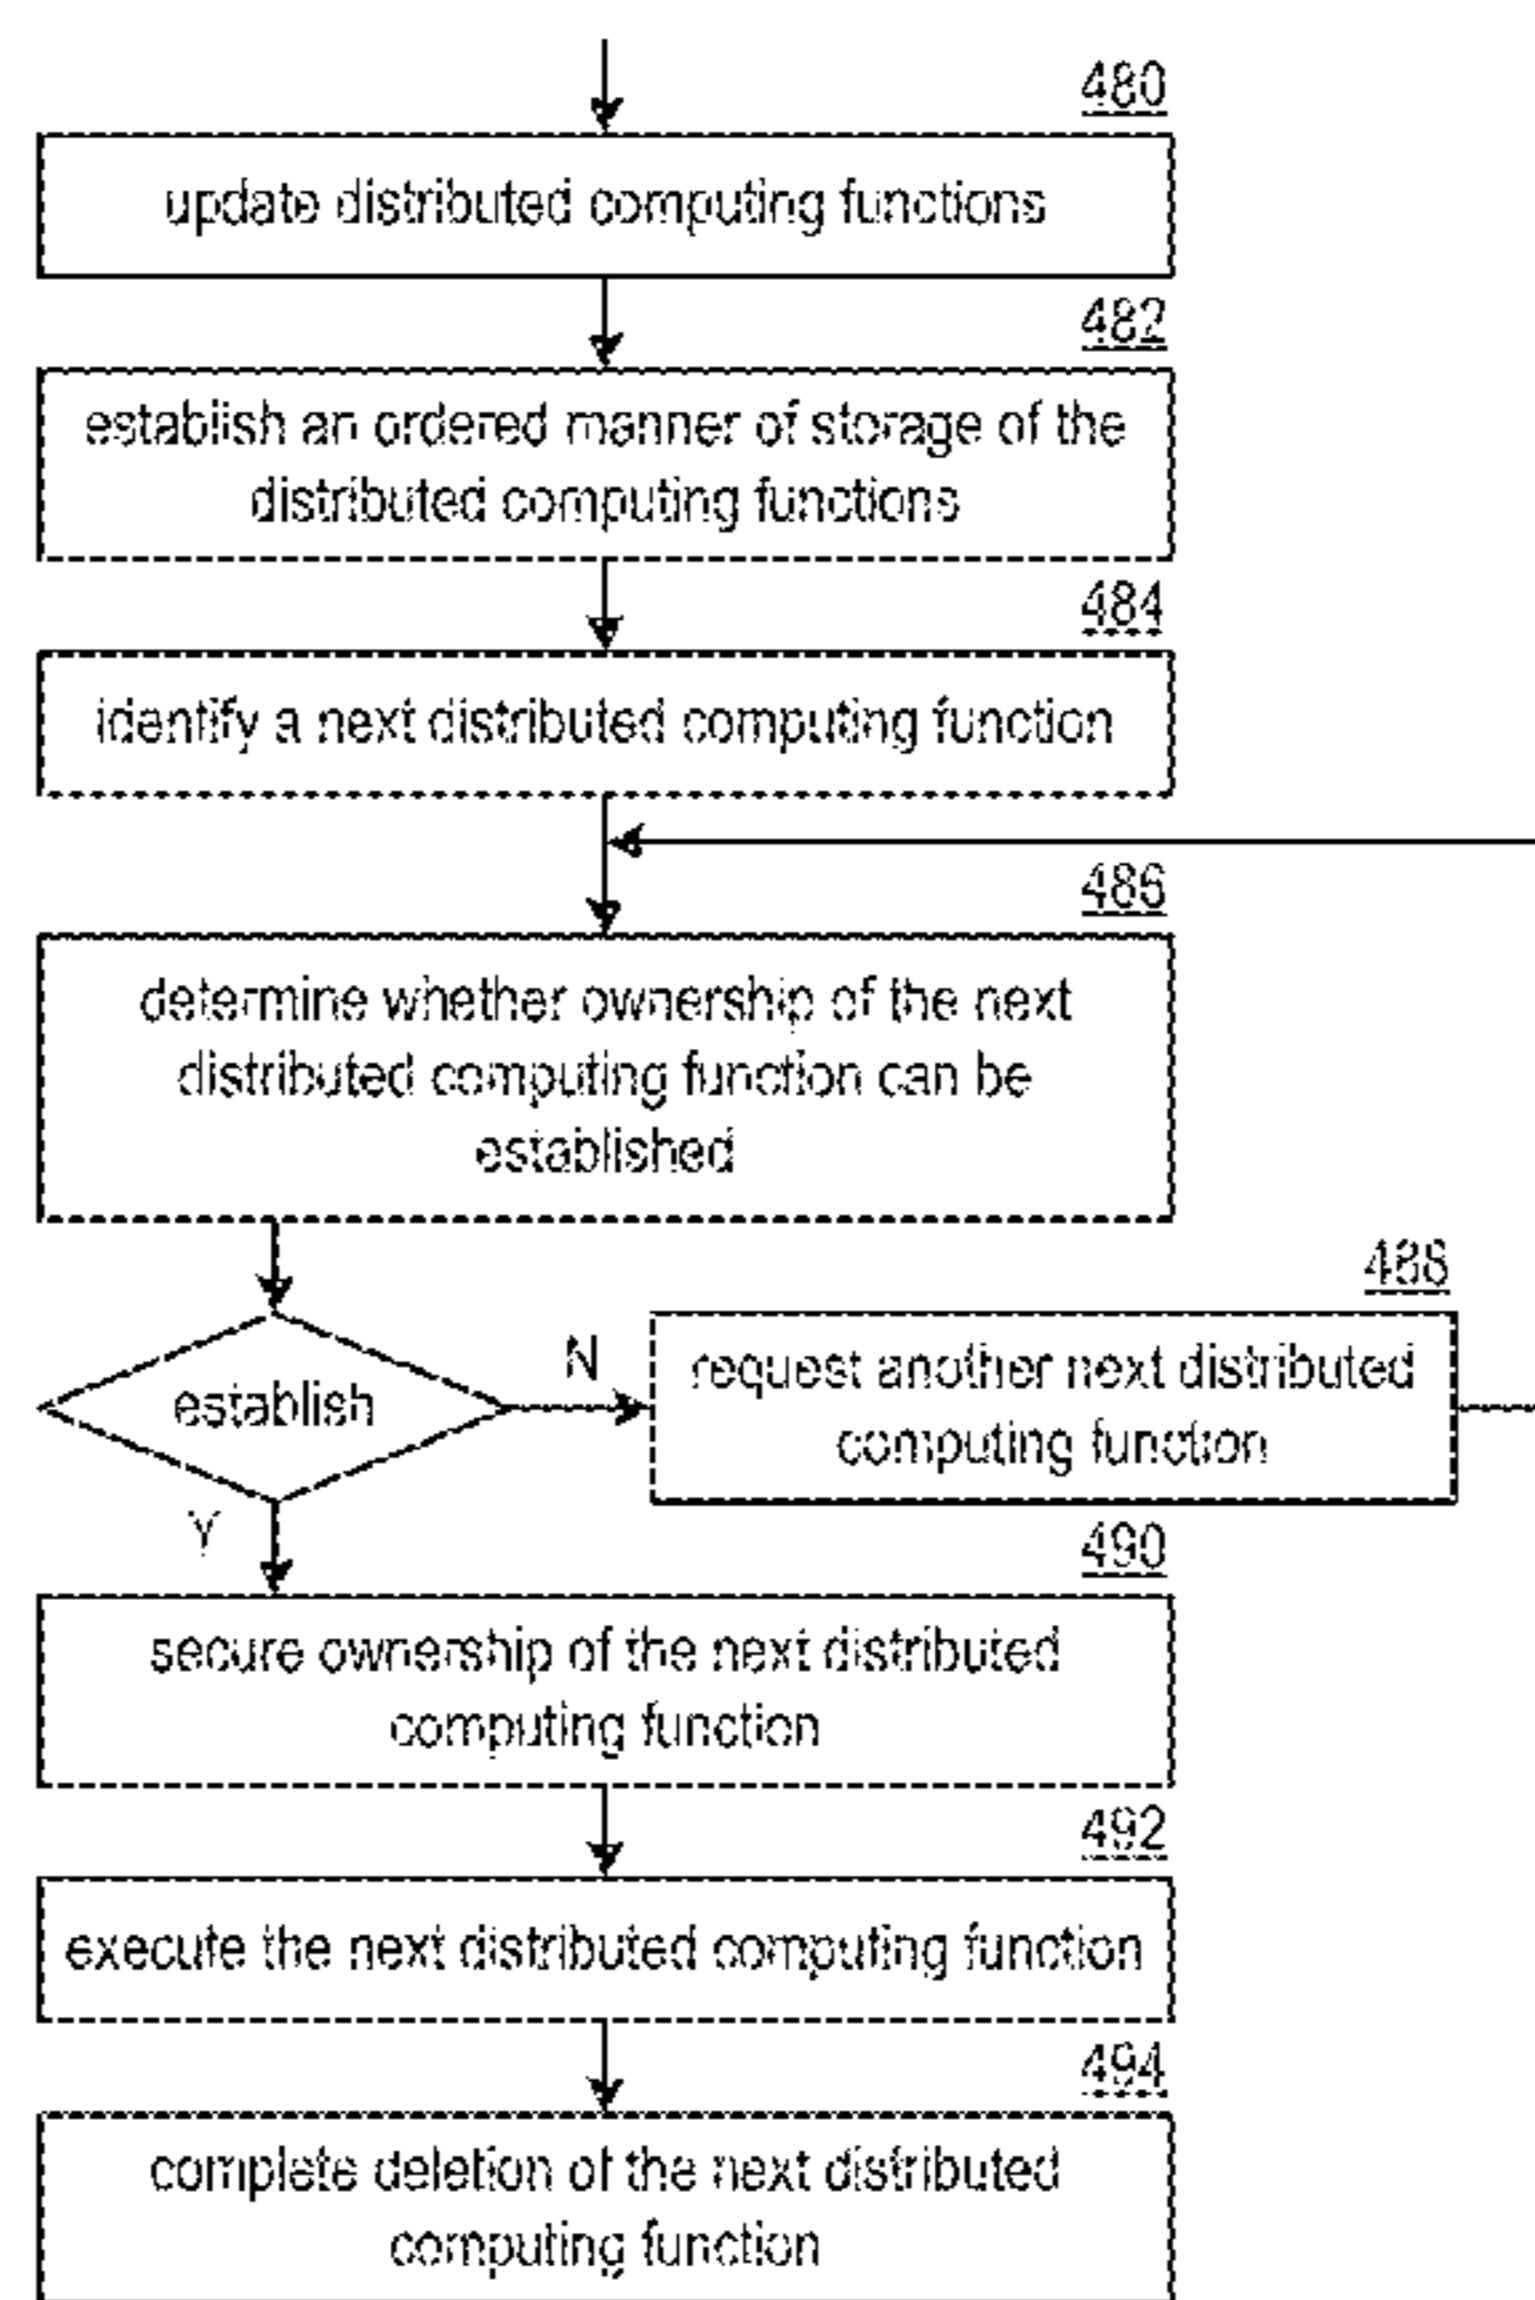 480
update distributed computing functions
482
establish an ordered manner of storage of the
distributed computing functions
484
identify a next distributed computing function
486
determine whether ownership of the next
distributed computing function can be
established
488
establish
N
request another next distributed
computing function
Y
490
secure ownership of the next distributed
computing function
492
execute the next distributed computing function
494
complete deletion of the next distributed
computing function